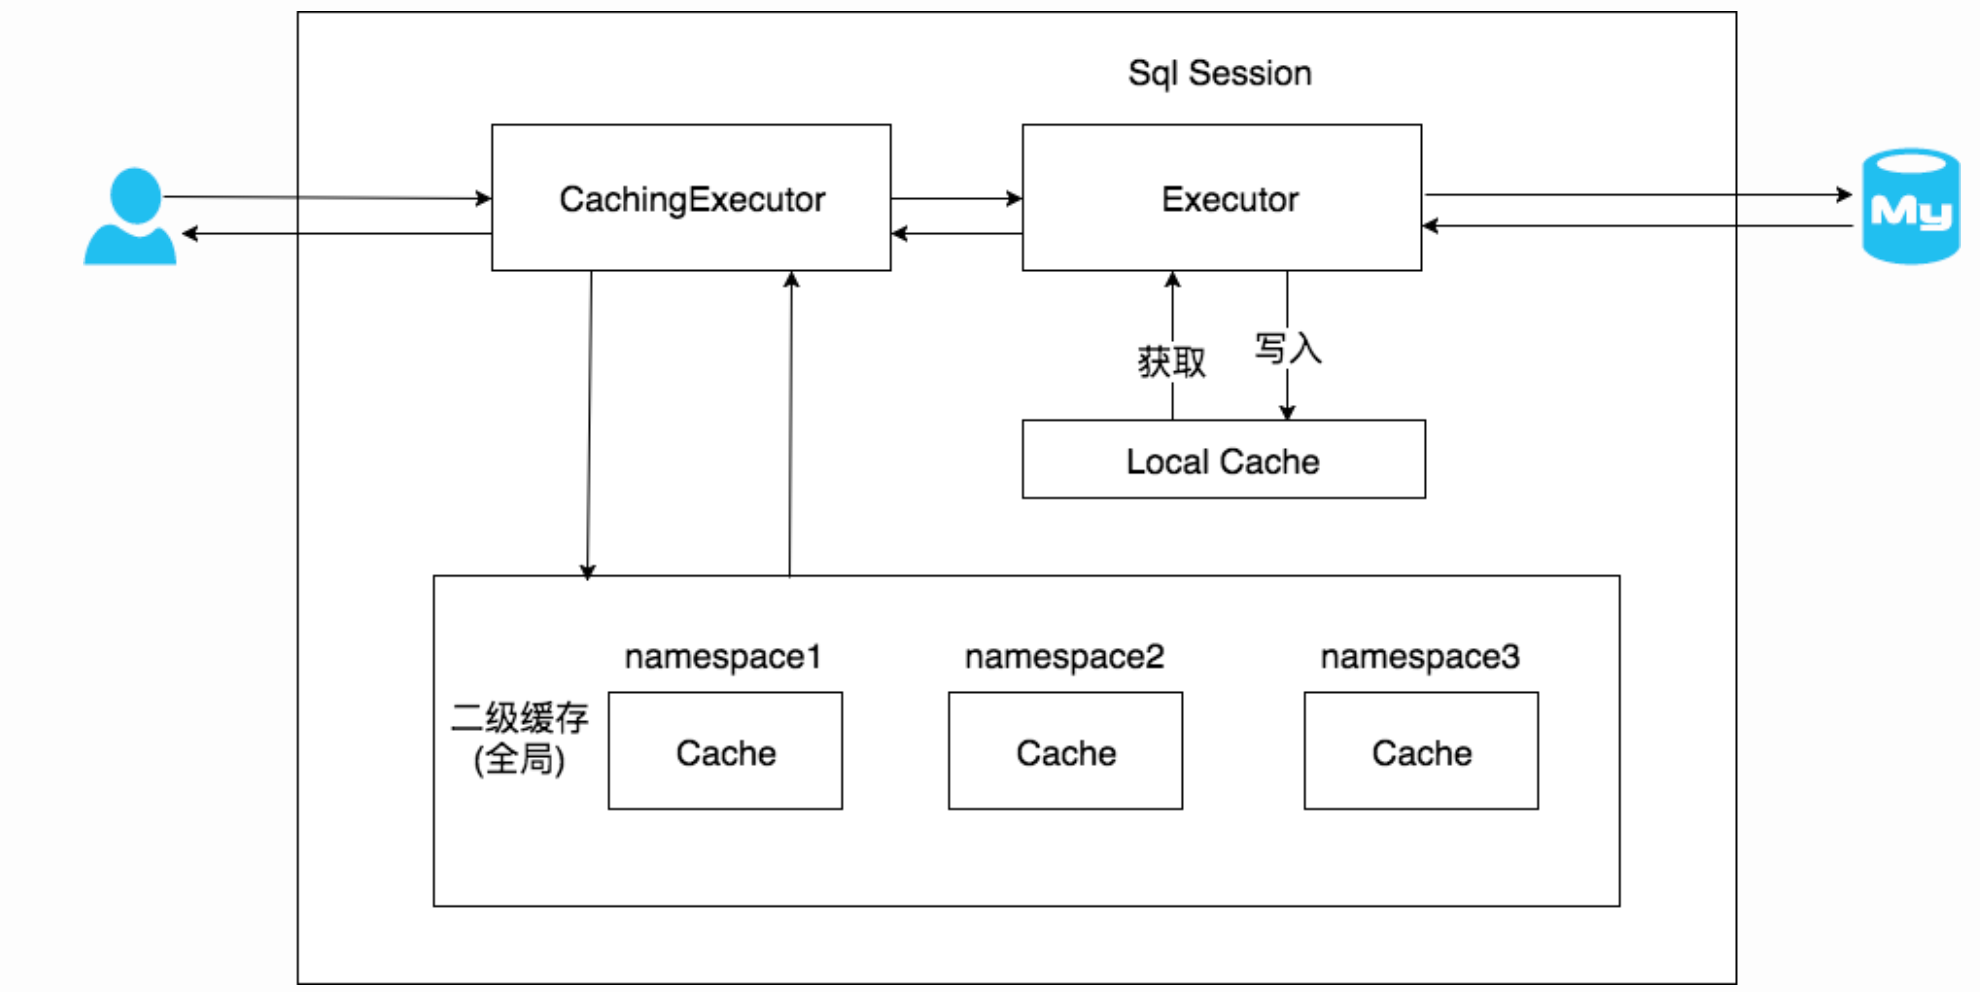 Sql Session
CachingExecutor
Executor
My
获取
写入
Local Cache
namespace1
namespace2
namespace3
二级缓存
(全局)
Cache
Cache
Cache